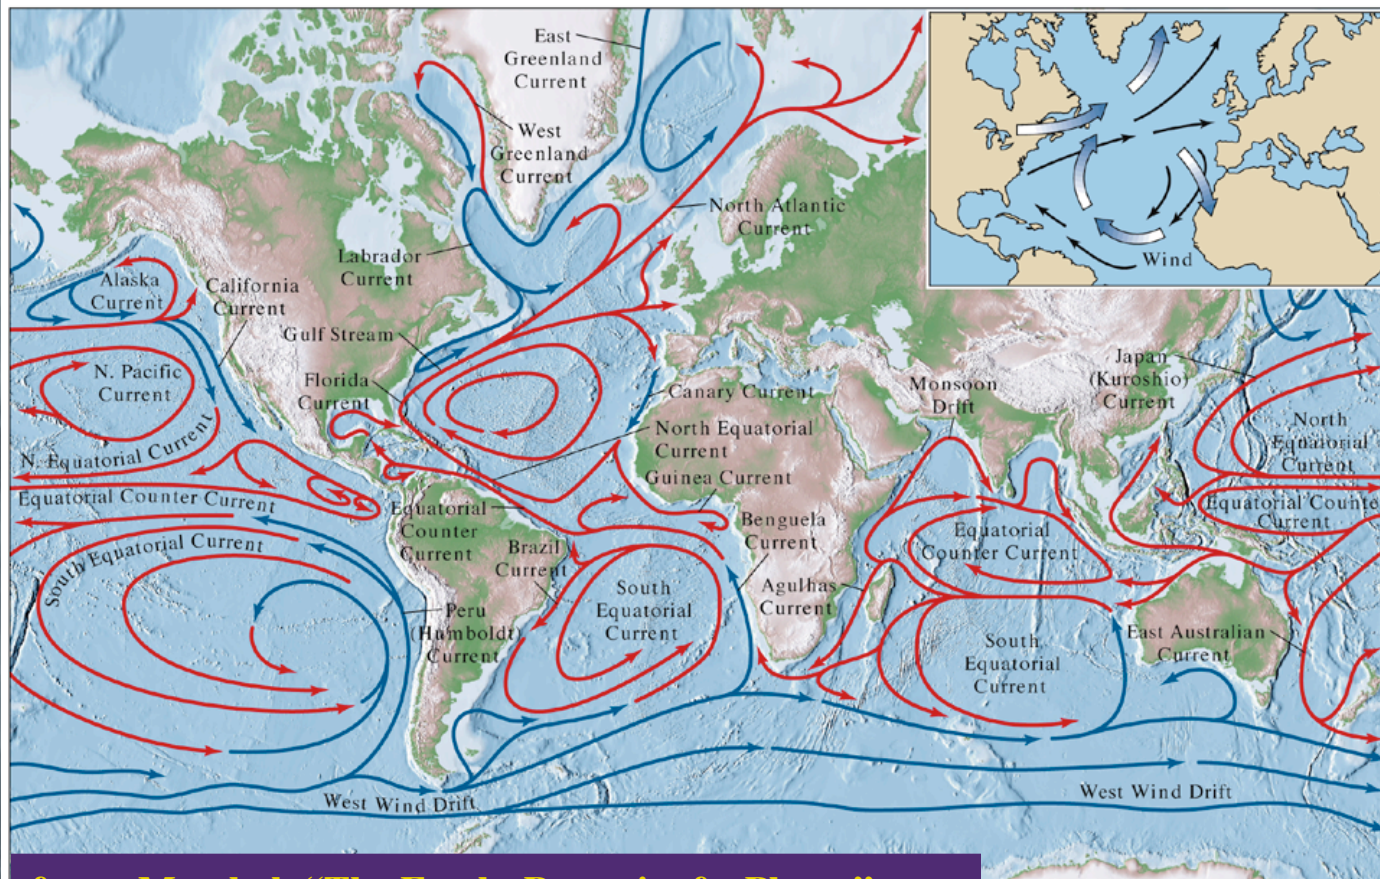 East
Greenland
Current
West
Greenland
Current
North Atlantic
Current
Wind
Labrador
Current
Alaska
Current
California
Current
Gulf Stream
Japan
(Kuroshio)
Current
N. Pacific
Current
Florida
Current
Canary Current
Monsoon
Drift
North Equatorial
Current
North
Equatorial
Current
N. Equatorial Current
Guinea Current
Equatorial Counter Current
Equatorial
Counter
Current
Equatorial Counte
Current
Benguela
Current
Equatorial
Counter Current
South Equatorial Current
Brazil
Current
South
Equatorial
Current
Agulhas
Current
Peru
(Humboldt)
Current
South
Equatorial
Current
East Australian
Current
West Wind Drift
West Wind Drift